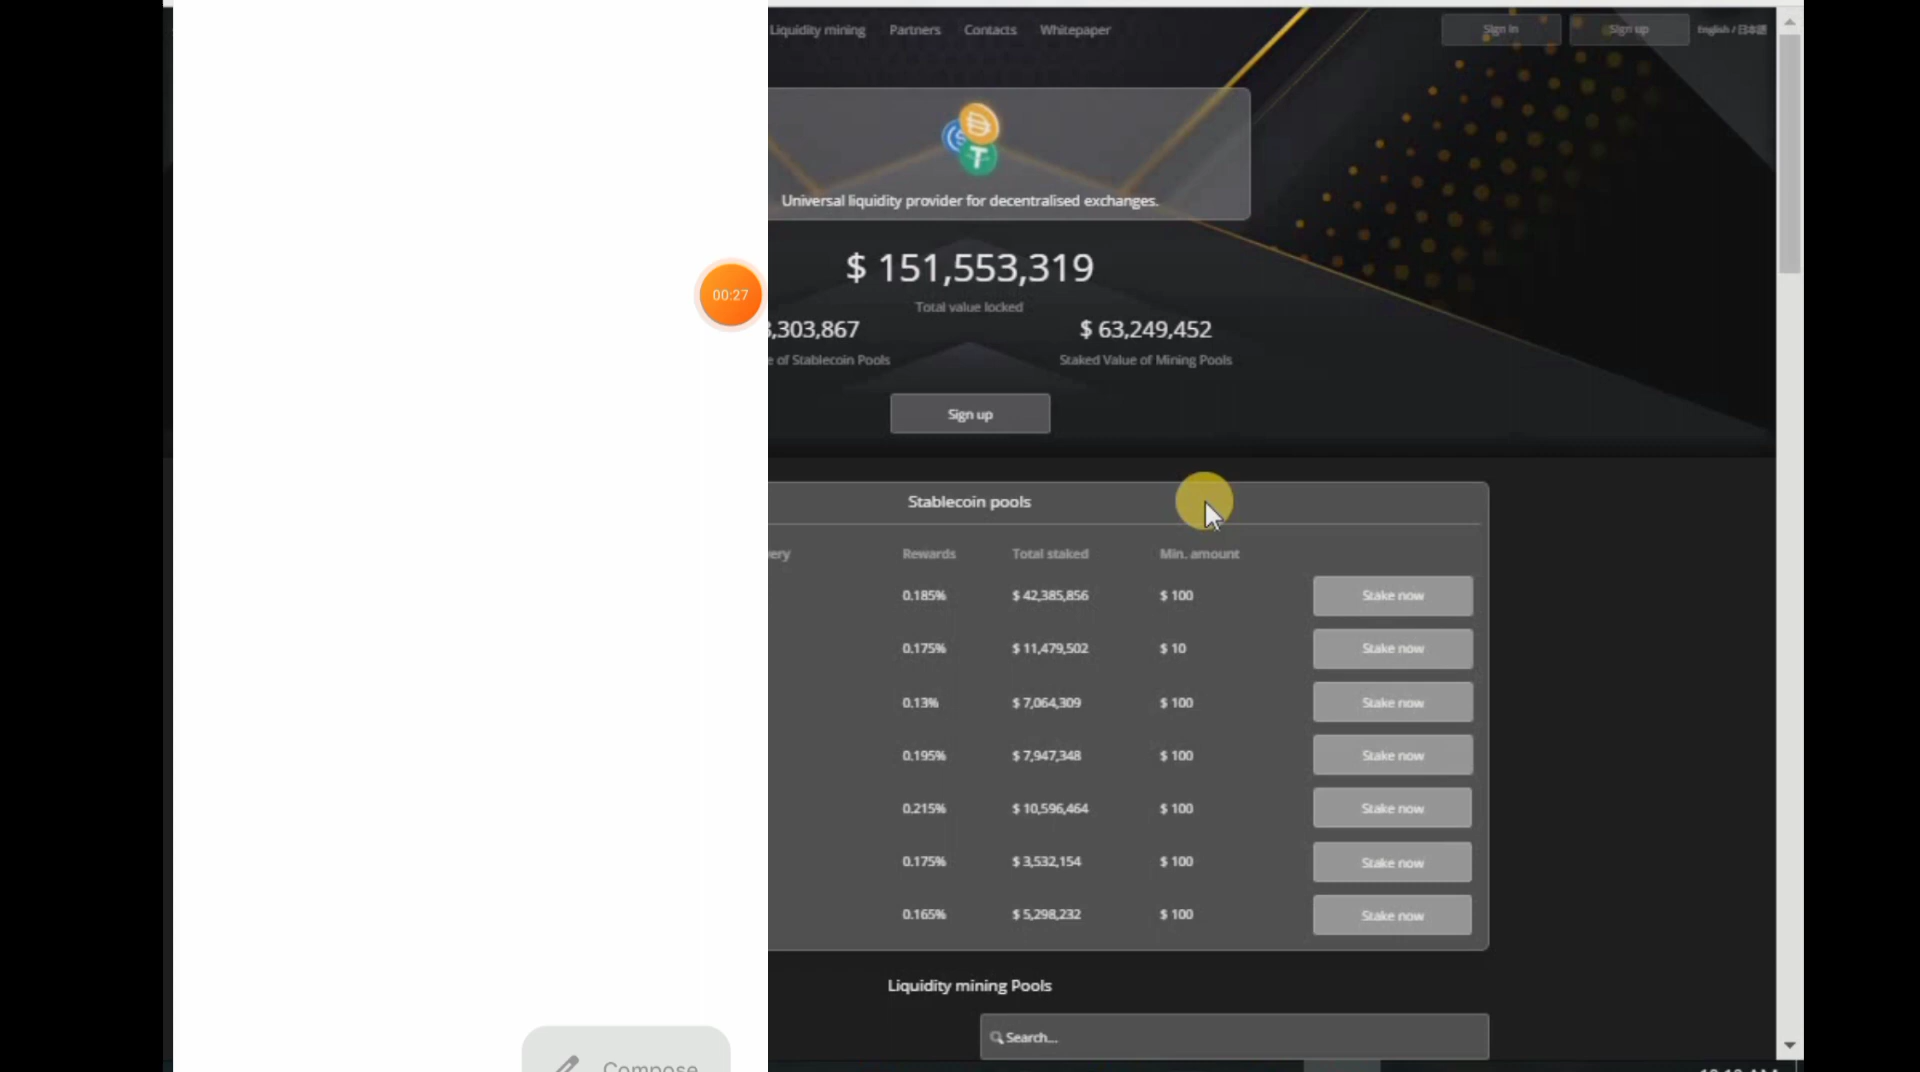 Liquidity mining Partners Contacts Whitepaper Sign in Sign up English / 日本語
Universal liquidity provider for decentralised exchanges.
$ 151,553,319
Total value locked
00:27
,303,867 $ 63,249,452
e of Stablecoin Pools Staked Value of Mining Pools
Sign up
Stablecoin pools
ery Rewards Total staked Min. amount
0.185% $ 42,385,856 $ 100 Stake now
0.175% $ 11,479,502 $ 10 Stake now
0.13% $ 7,064,309 $ 100 Stake now
0.195% $ 7,947,348 $ 100 Stake now
0.215% $ 10,596,464 $ 100 Stake now
0.175% $ 3,532,154 $ 100 Stake now
0.165% $ 5,298,232 $ 100 Stake now
Liquidity mining Pools
Search...
Compose